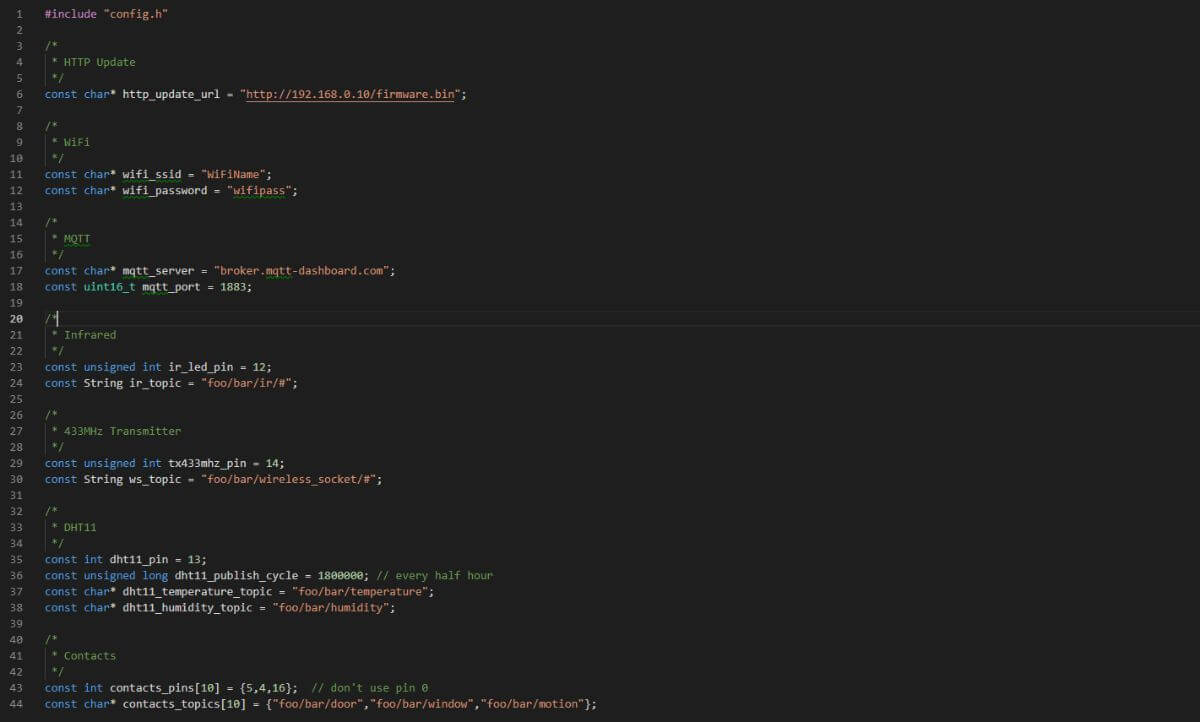 1 #include "config.h"
2
3 /*
4 * HTTP Update
5 */
6 const char* http_update_url = "http://192.168.0.10/firmware.bin";
7
8 /*
9 * WiFi
10 */
11 const char* wifi_ssid = "WiFiName";
12 const char* wifi_password = "wifipass";
13
14 /*
15 * MQTT
16 */
17 const char* mqtt_server = "broker.mqtt-dashboard.com";
18 const uint16_t mqtt_port = 1883;
19
20 /*
21 * Infrared
22 */
23 const unsigned int ir_led_pin = 12;
24 const String ir_topic = "foo/bar/ir/#";
25
26 /*
27 * 433MHz Transmitter
28 */
29 const unsigned int tx433mhz_pin = 14;
30 const String ws_topic = "foo/bar/wireless_socket/#";
31
32 /*
33 * DHT11
34 */
35 const int dht11_pin = 13;
36 const unsigned long dht11_publish_cycle = 1800000; // every half hour
37 const char* dht11_temperature_topic = "foo/bar/temperature";
38 const char* dht11_humidity_topic = "foo/bar/humidity";
39
40 /*
41 * Contacts
42 */
43 const int contacts_pins[10] = {5,4,16};  // don't use pin 0
44 const char* contacts_topics[10] = {"foo/bar/door","foo/bar/window","foo/bar/motion"};